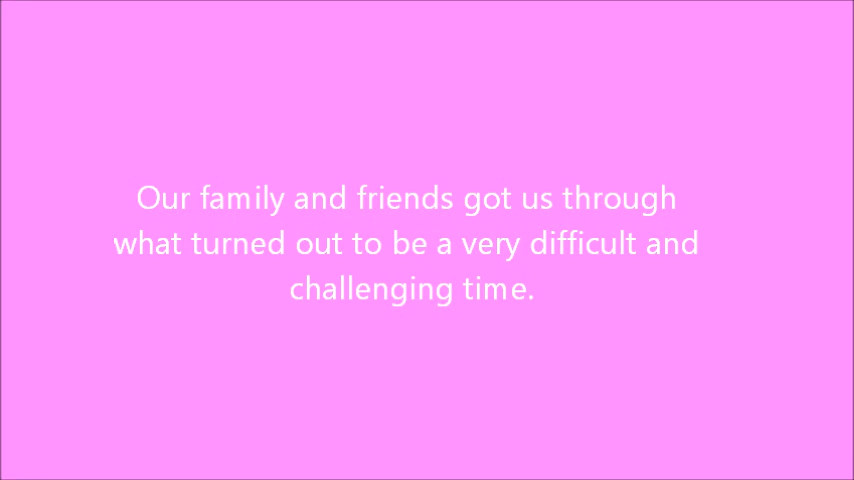 Our family and friends got us through
what turned out to be a very difficult and
challenging time.